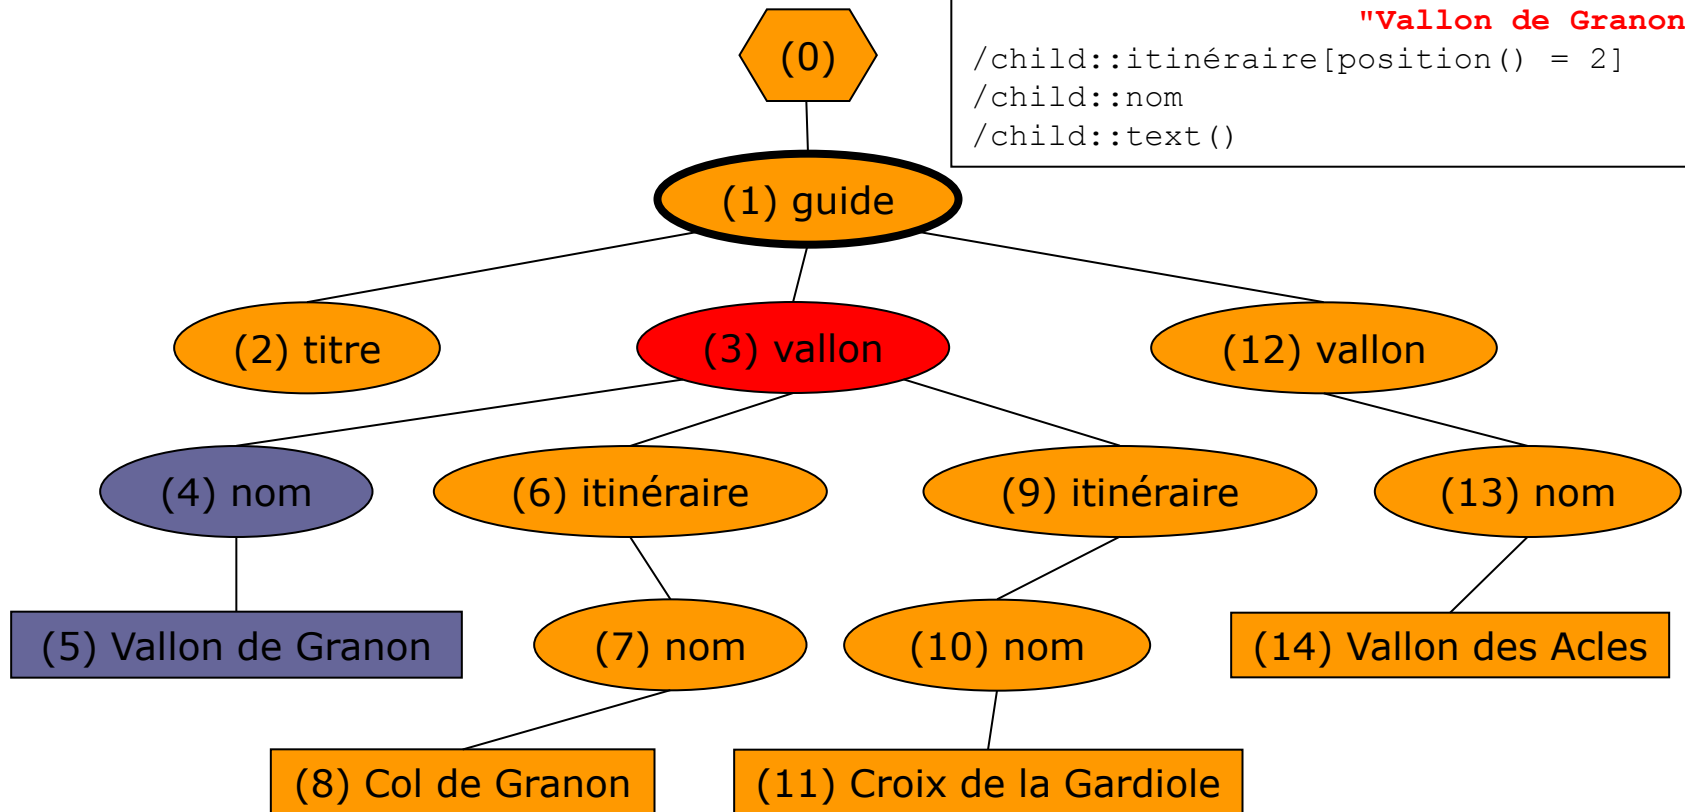 "Vallon de Granon
/child::itinéraire[position() = 2]
/child::nom
/child::text()
(0)
(1) guide
(2) titre
(3) vallon
(12) vallon
(4) nom
(6) itinéraire
(9) itinéraire
(13) nom
(5) Vallon de Granon
(7) nom
(10) nom
(14) Vallon des Acles
(8) Col de Granon
(11) Croix de la Gardiole